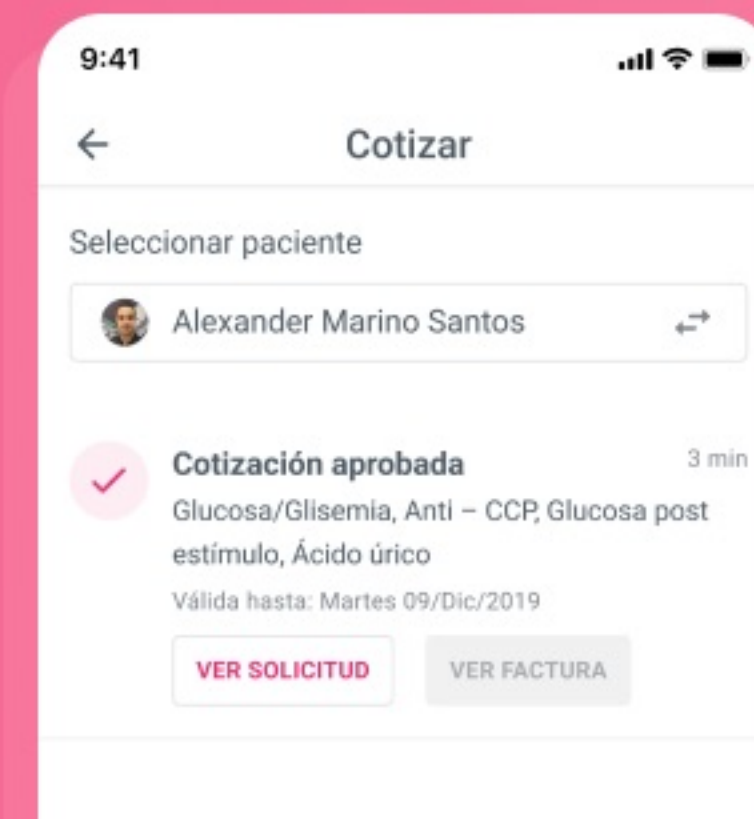 9:41
Cotizar
Seleccionar paciente
Alexander Marino Santos
Cotización aprobada
3 min
Glucosa/Glisemia, Anti – CCP, Glucosa post
estímulo, Ácido úrico
Válida hasta: Martes 09/Dic/2019
VER SOLICITUD
VER FACTURA